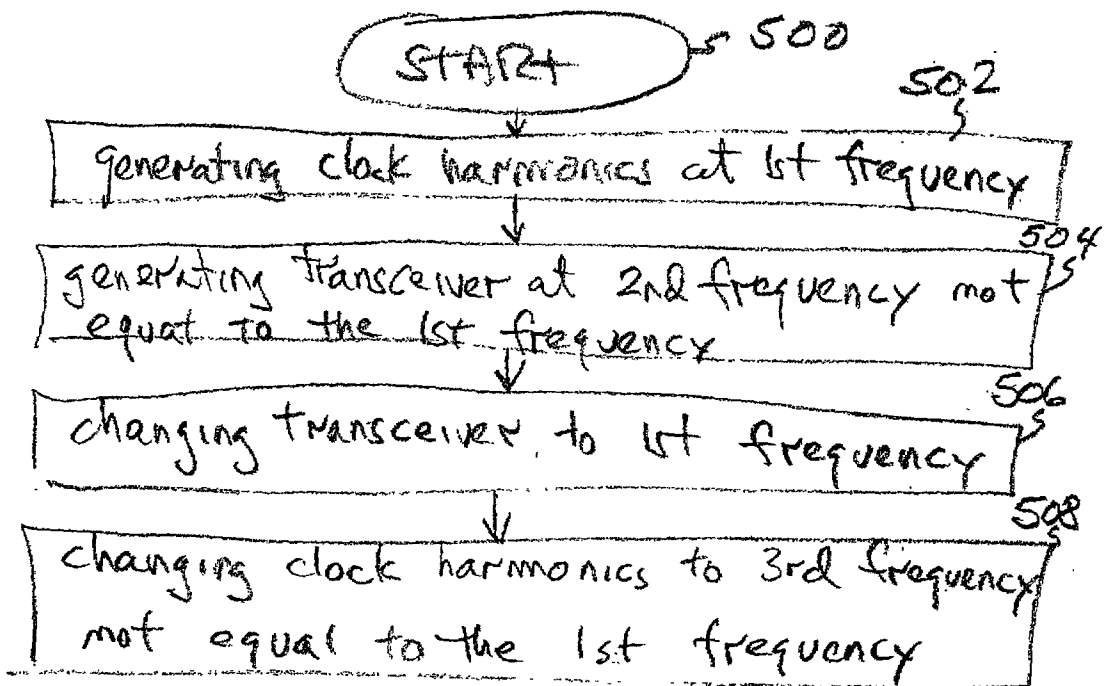 START 500
502
generating clock harmonics at 1st frequency
504
generating transceiver at 2nd frequency not
equal to the 1st frequency
506
changing transceiver to 1st frequency
508
changing clock harmonics to 3rd frequency
not equal to the 1st frequency